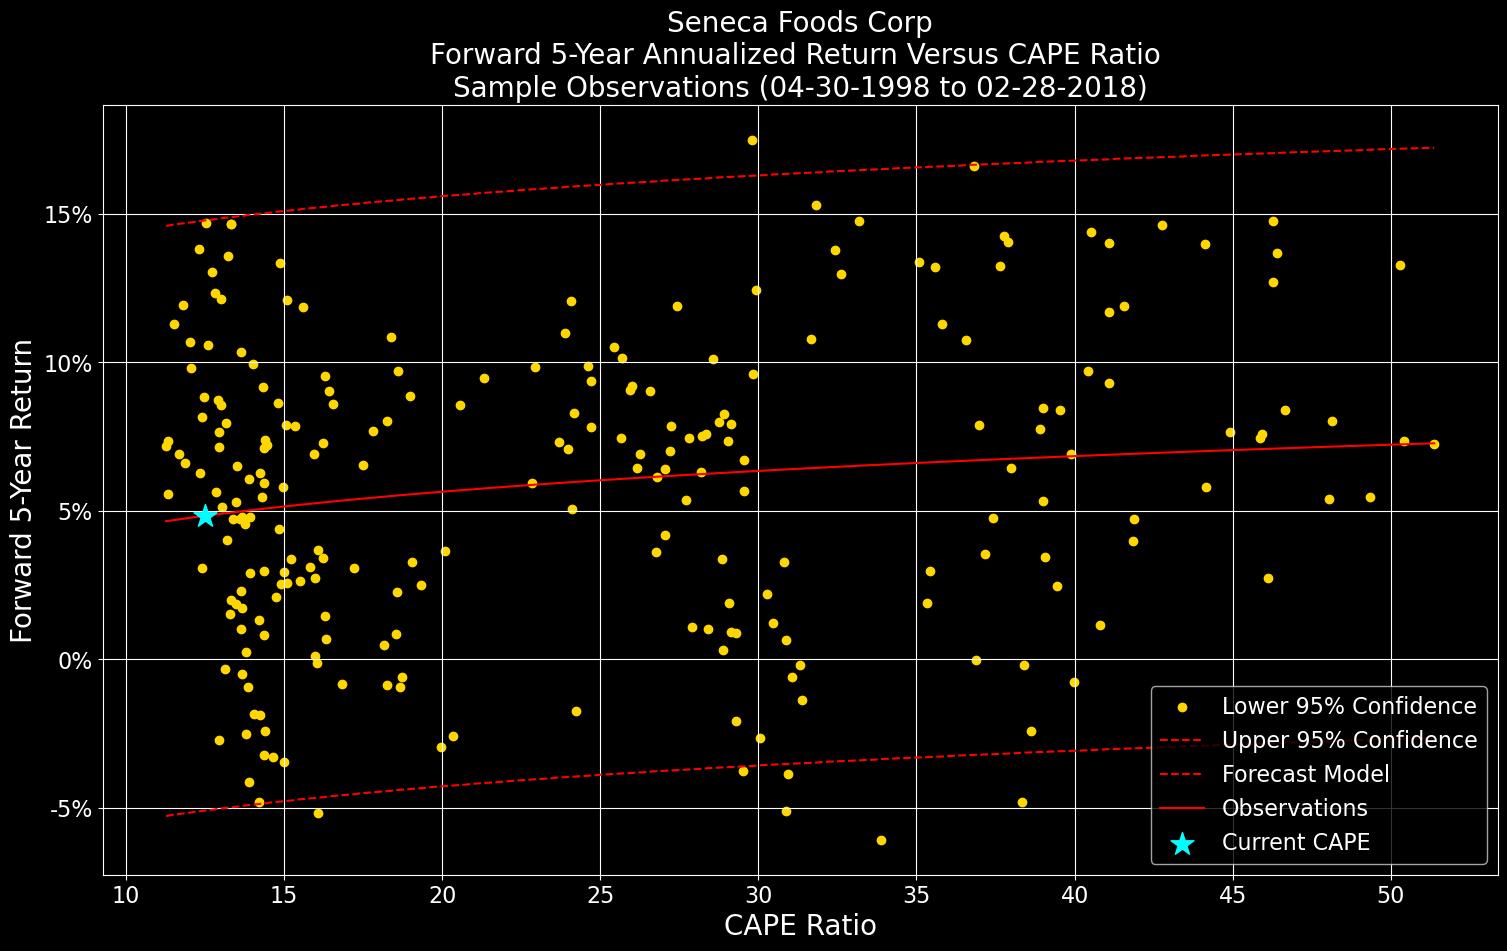 Seneca Foods Corp
Forward 5-Year Annualized Return Versus CAPE Ratio
Sample Observations (04-30-1998 to 02-28-2018)
Forward 5-Year Return
15%
10%
5%
0%
-5%
Lower 95% Confidence
Upper 95% Confidence
Forecast Model
Observations
Current CAPE
10 15 20 25 30 35 40 45 50
CAPE Ratio